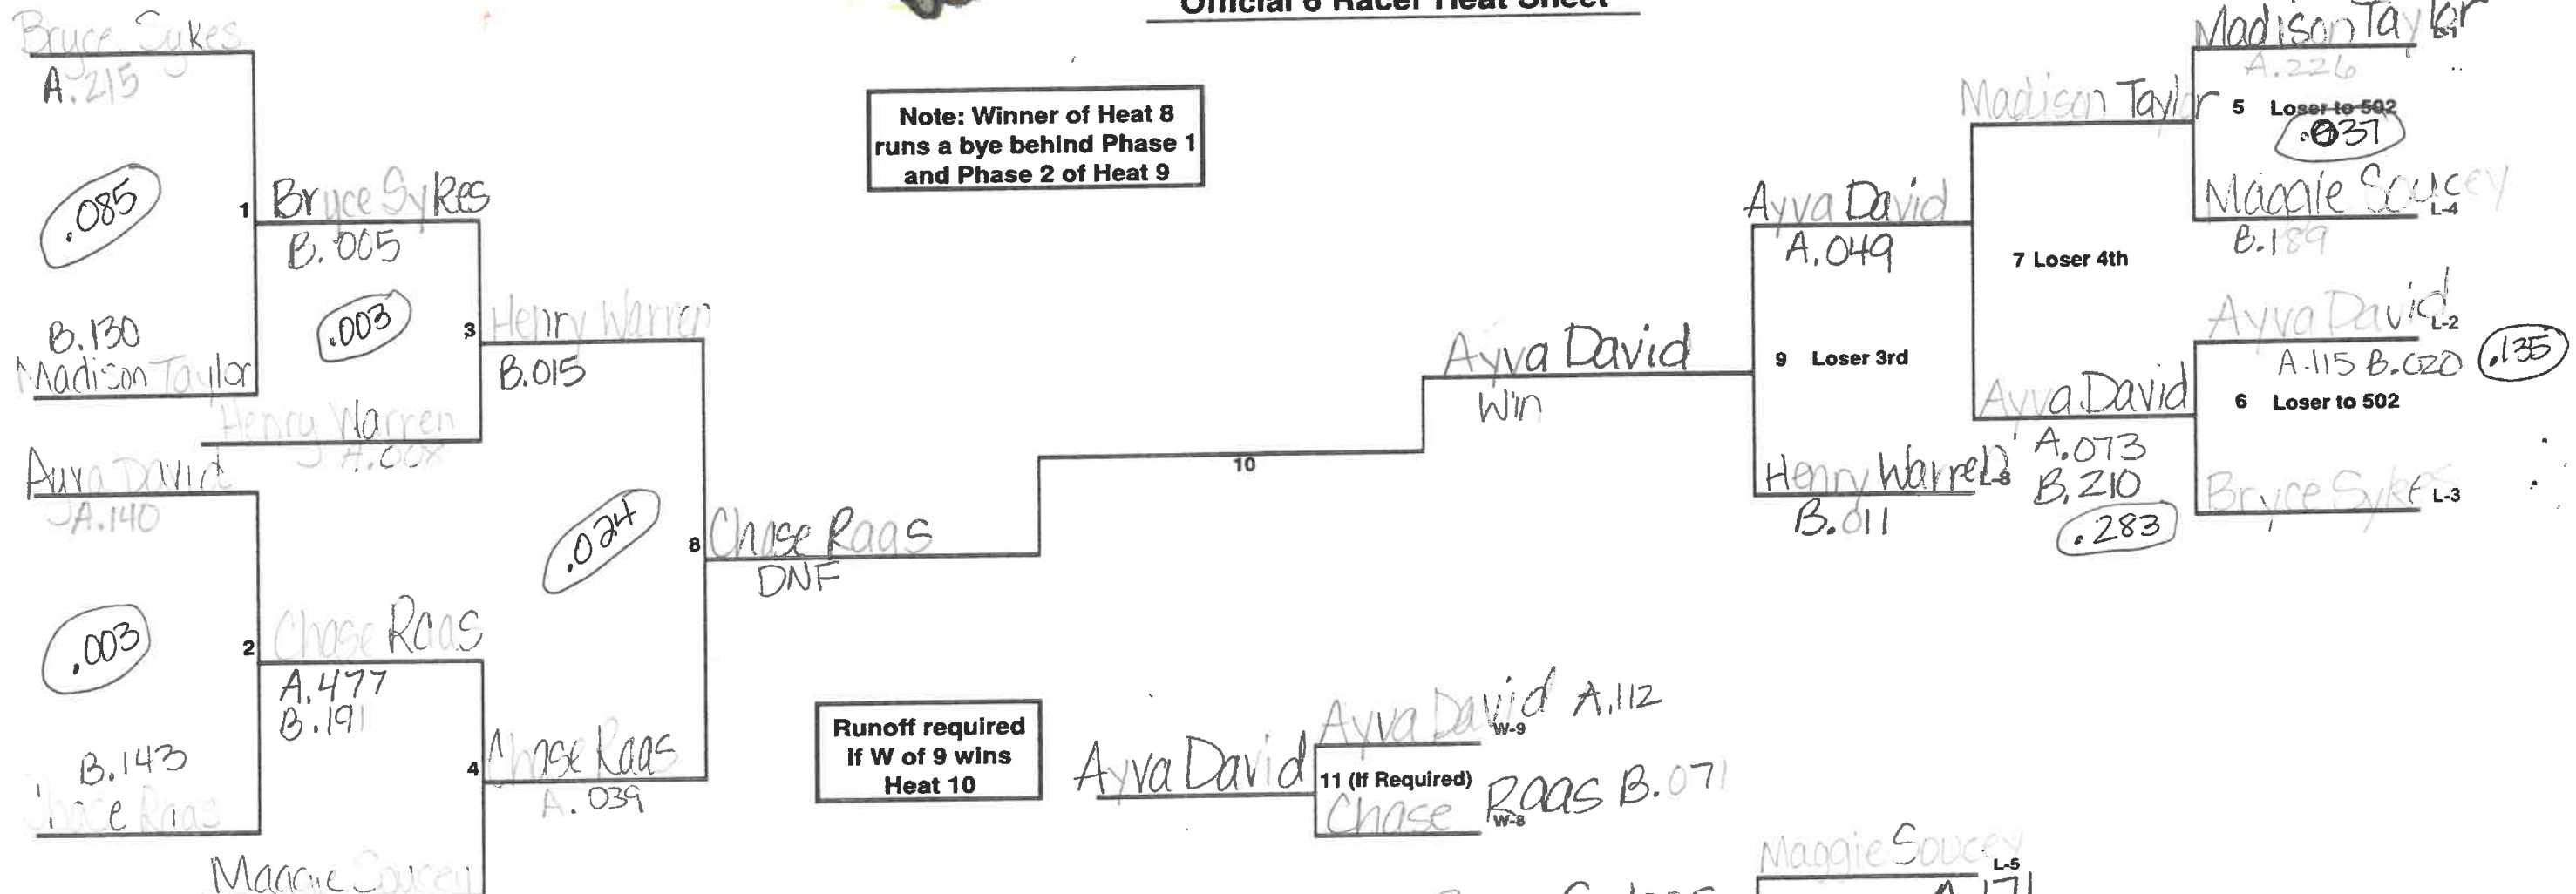 Official 6 Racer Heat Sheet
Bryce Sykes
A.215
.085
1
B.130
Madison Taylor
Bryce Sykes
B.005
.003
3
Henry Warren
Ayva David
A.140
.003
2
B.143
Raas
Chase Raas
A.477
B.191
4
Maggie Soucey
Henry Warren
B.015
.024
8
Chase Raas
A.039
Chase Raas
DNF
Note: Winner of Heat 8
runs a bye behind Phase 1
and Phase 2 of Heat 9
10
Ayva David
Win
9 Loser 3rd
Ayva David
A.049
Henry Warren L-8
B.011
7 Loser 4th
Madison Taylor
Ayva David
A.073
B.210
.283
Madison Taylor
A.226
5 Loser to 502
.037
Maggie Soucey
L-4
B.189
Ayva David
L-2
A.115 B.020 .135
6 Loser to 502
Bryce Sykes L-3
Runoff required
If W of 9 wins
Heat 10
Ayva David
Ayva David A.112
W-9
11 (If Required)
Chase Raas B.071
W-8
Maggie Soucey
L-5
A.171